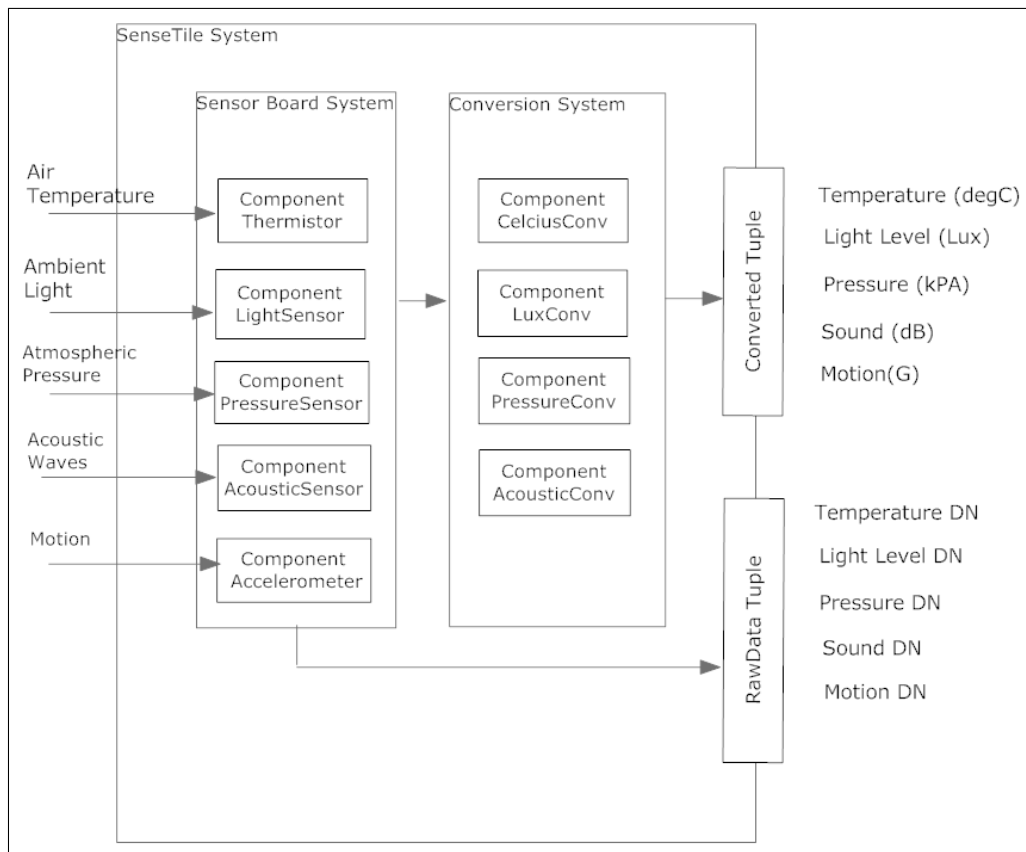 SenseTile System
Sensor Board System
Conversion System
Air
Temperature
Ambient
Light
Atmospheric
Pressure
Acoustic
Waves
Motion
Component
Thermistor
Component
LightSensor
Component
PressureSensor
Component
AcousticSensor
Component
Accelerometer
Component
CelciusConv
Component
LuxConv
Component
PressureConv
Component
AcousticConv
Converted Tuple
Temperature (degC)
Light Level (Lux)
Pressure (kPA)
Sound (dB)
Motion(G)
RawData Tuple
Temperature DN
Light Level DN
Pressure DN
Sound DN
Motion DN